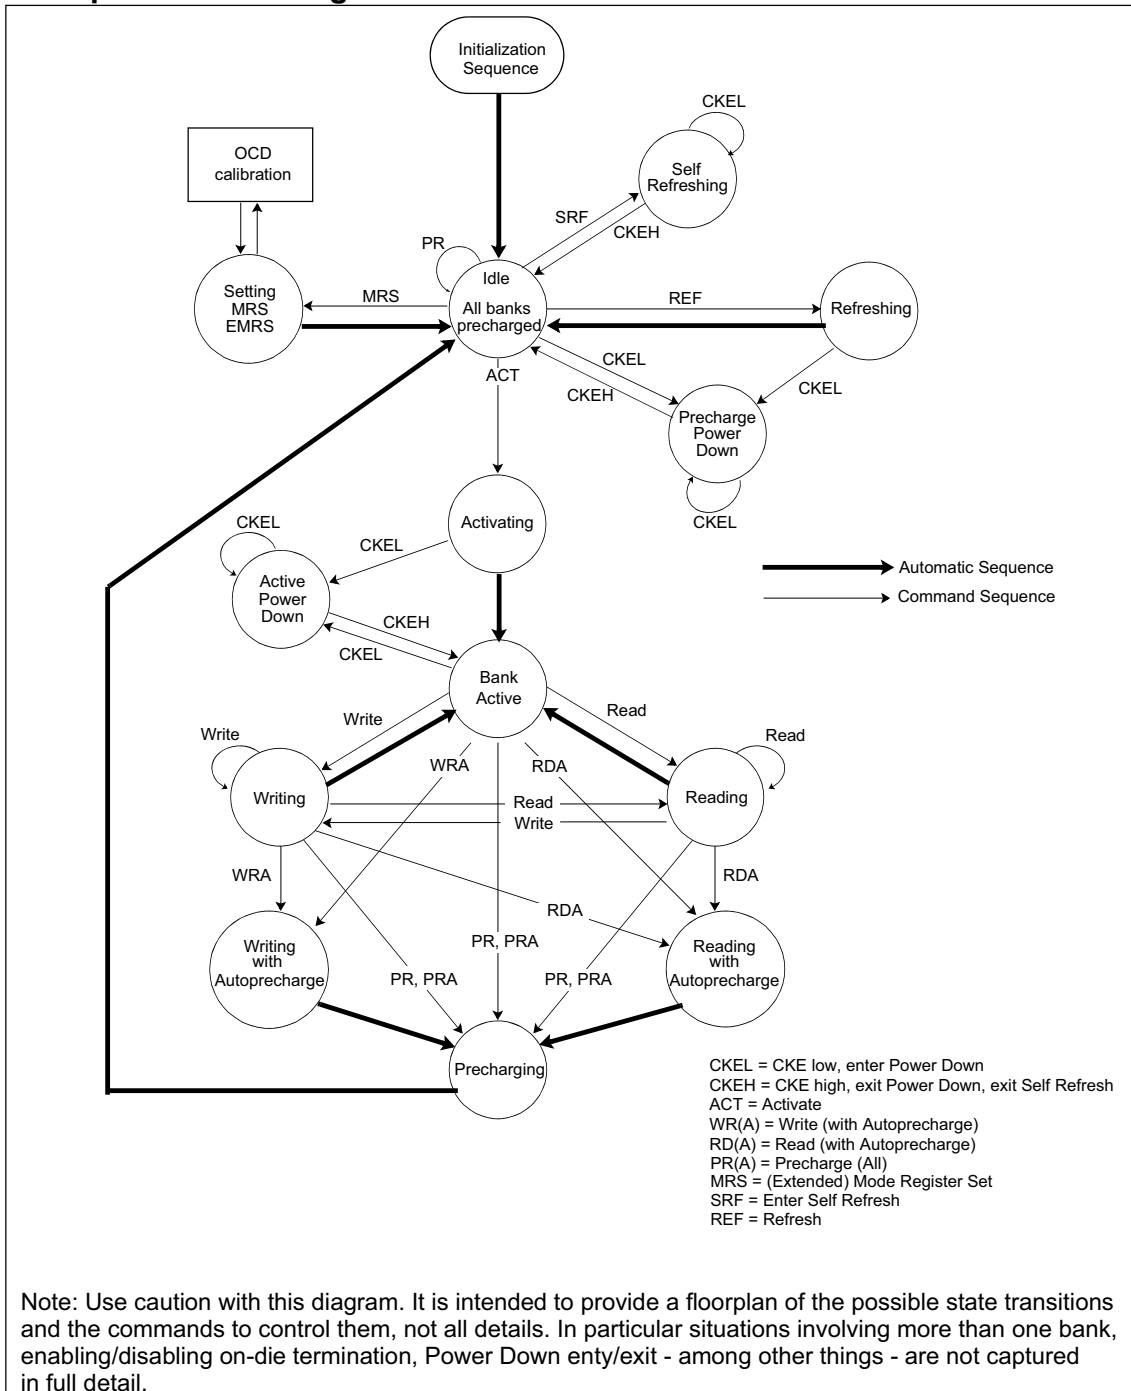 Initialization
Sequence
CKEL
OCD
calibration
Self
Refreshing
SRF
CKEH
PR
Idle
All banks
precharged
Setting
MRS
EMRS
MRS
REF
Refreshing
CKEL
CKEH
CKEL
ACT
Precharge
Power
Down
CKEL
Activating
CKEL
CKEL
Active
Power
Down
CKEH
CKEL
Automatic Sequence
Command Sequence
Bank
Active
Write
Read
Write
Read
WRA
RDA
Writing
Reading
Read
Write
WRA
RDA
RDA
Writing
with
Autoprecharge
PR, PRA
Reading
with
Autoprecharge
PR, PRA
PR, PRA
Precharging
CKEL = CKE low, enter Power Down
CKEH = CKE high, exit Power Down, exit Self Refresh
ACT = Activate
WR(A) = Write (with Autoprecharge)
RD(A) = Read (with Autoprecharge)
PR(A) = Precharge (All)
MRS = (Extended) Mode Register Set
SRF = Enter Self Refresh
REF = Refresh
Note: Use caution with this diagram. It is intended to provide a floorplan of the possible state transitions
and the commands to control them, not all details. In particular situations involving more than one bank,
enabling/disabling on-die termination, Power Down enty/exit - among other things - are not captured
in full detail.